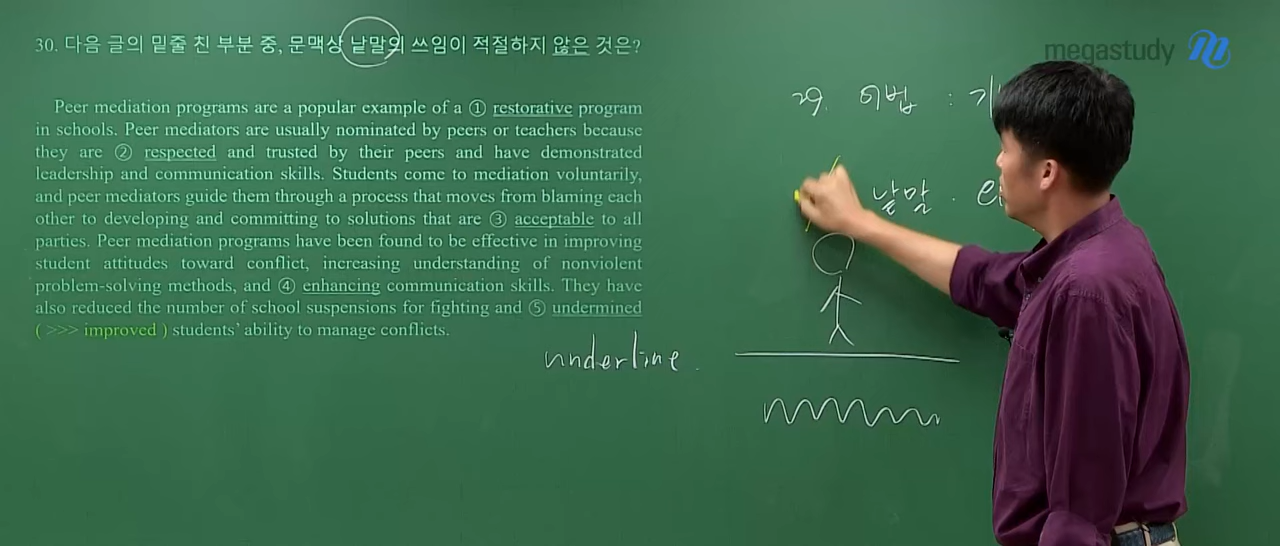 30. 다음 글의 밑줄 친 부분 중, 문맥상 낱말의 쓰임이 적절하지 않은 것은?
megastudy
29. 어법 :
Peer mediation programs are a popular example of a ① restorative program
in schools. Peer mediators are usually nominated by peers or teachers because
they are ② respected and trusted by their peers and have demonstrated
leadership and communication skills. Students come to mediation voluntarily,
and peer mediators guide them through a process that moves from blaming each
other to developing and committing to solutions that are ③ acceptable to all
parties. Peer mediation programs have been found to be effective in improving
student attitudes toward conflict, increasing understanding of nonviolent
problem-solving methods, and ④ enhancing communication skills. They have
also reduced the number of school suspensions for fighting and ⑤ undermined
( >>> improved ) students' ability to manage conflicts.
낱말 .
underline .